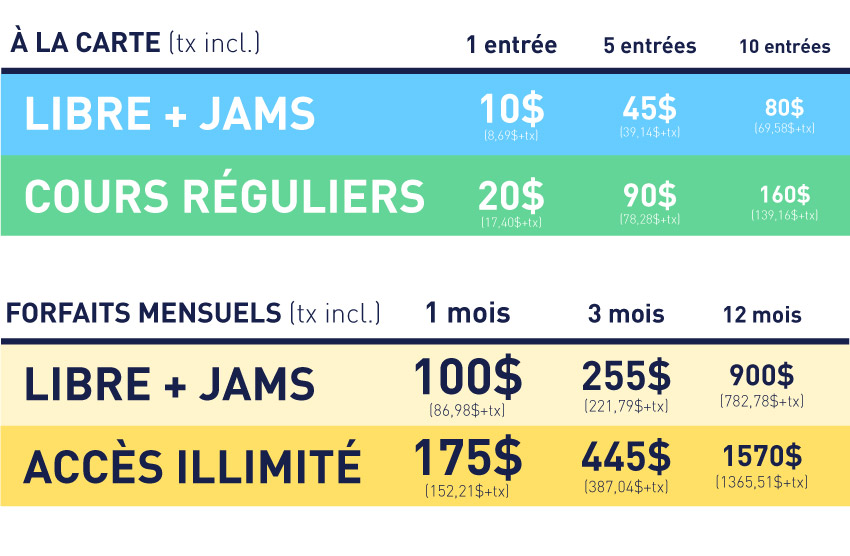 À LA CARTE (tx incl.) 1 entrée 5 entrées 10 entrées
LIBRE + JAMS 10$ 45$ 80$
(8,69$+tx) (39,14$+tx) (69,58$+tx)
COURS RÉGULIERS 20$ 90$ 160$
(17,40$+tx) (78,28$+tx) (139,16$+tx)
FORFAITS MENSUELS (tx incl.) 1 mois 3 mois 12 mois
LIBRE + JAMS 100$ 255$ 900$
(86,98$+tx) (221,79$+tx) (782,78$+tx)
ACCÈS ILLIMITÉ 175$ 445$ 1570$
(152,21$+tx) (387,04$+tx) (1365,51$+tx)